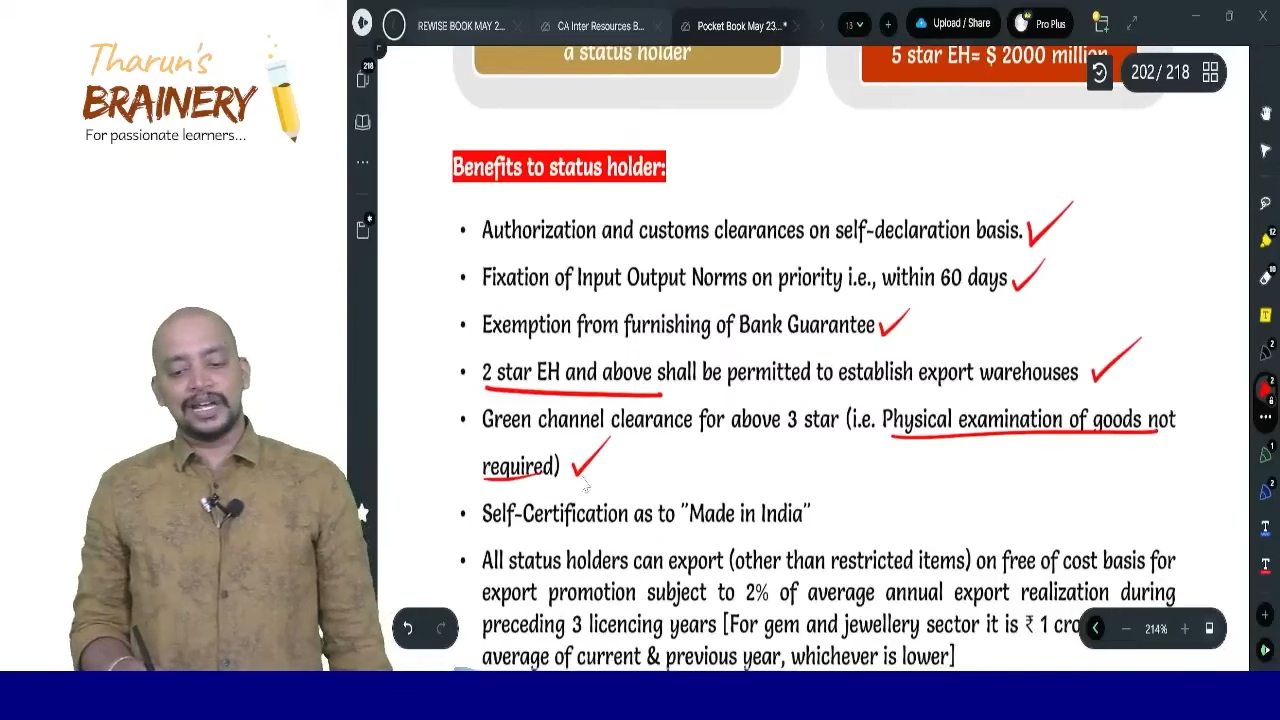 Tharun's
BRAINERY
For passionate learners...
REWISE BOOK MAY 2...
CA Inter Resources B...
Pocket Book May 23...*
13
Upload / Share
Pro Plus
218
a status holder
5 star EH= $ 2000 million
202/ 218
Benefits to status holder:
• Authorization and customs clearances on self-declaration basis.
• Fixation of Input Output Norms on priority i.e., within 60 days
• Exemption from furnishing of Bank Guarantee
• 2 star EH and above shall be permitted to establish export warehouses
• Green channel clearance for above 3 star (i.e. Physical examination of goods not
required)
• Self-Certification as to "Made in India"
• All status holders can export (other than restricted items) on free of cost basis for
export promotion subject to 2% of average annual export realization during
preceding 3 licencing years [For gem and jewellery sector it is ₹ 1 cro
average of current & previous year, whichever is lower]
214%